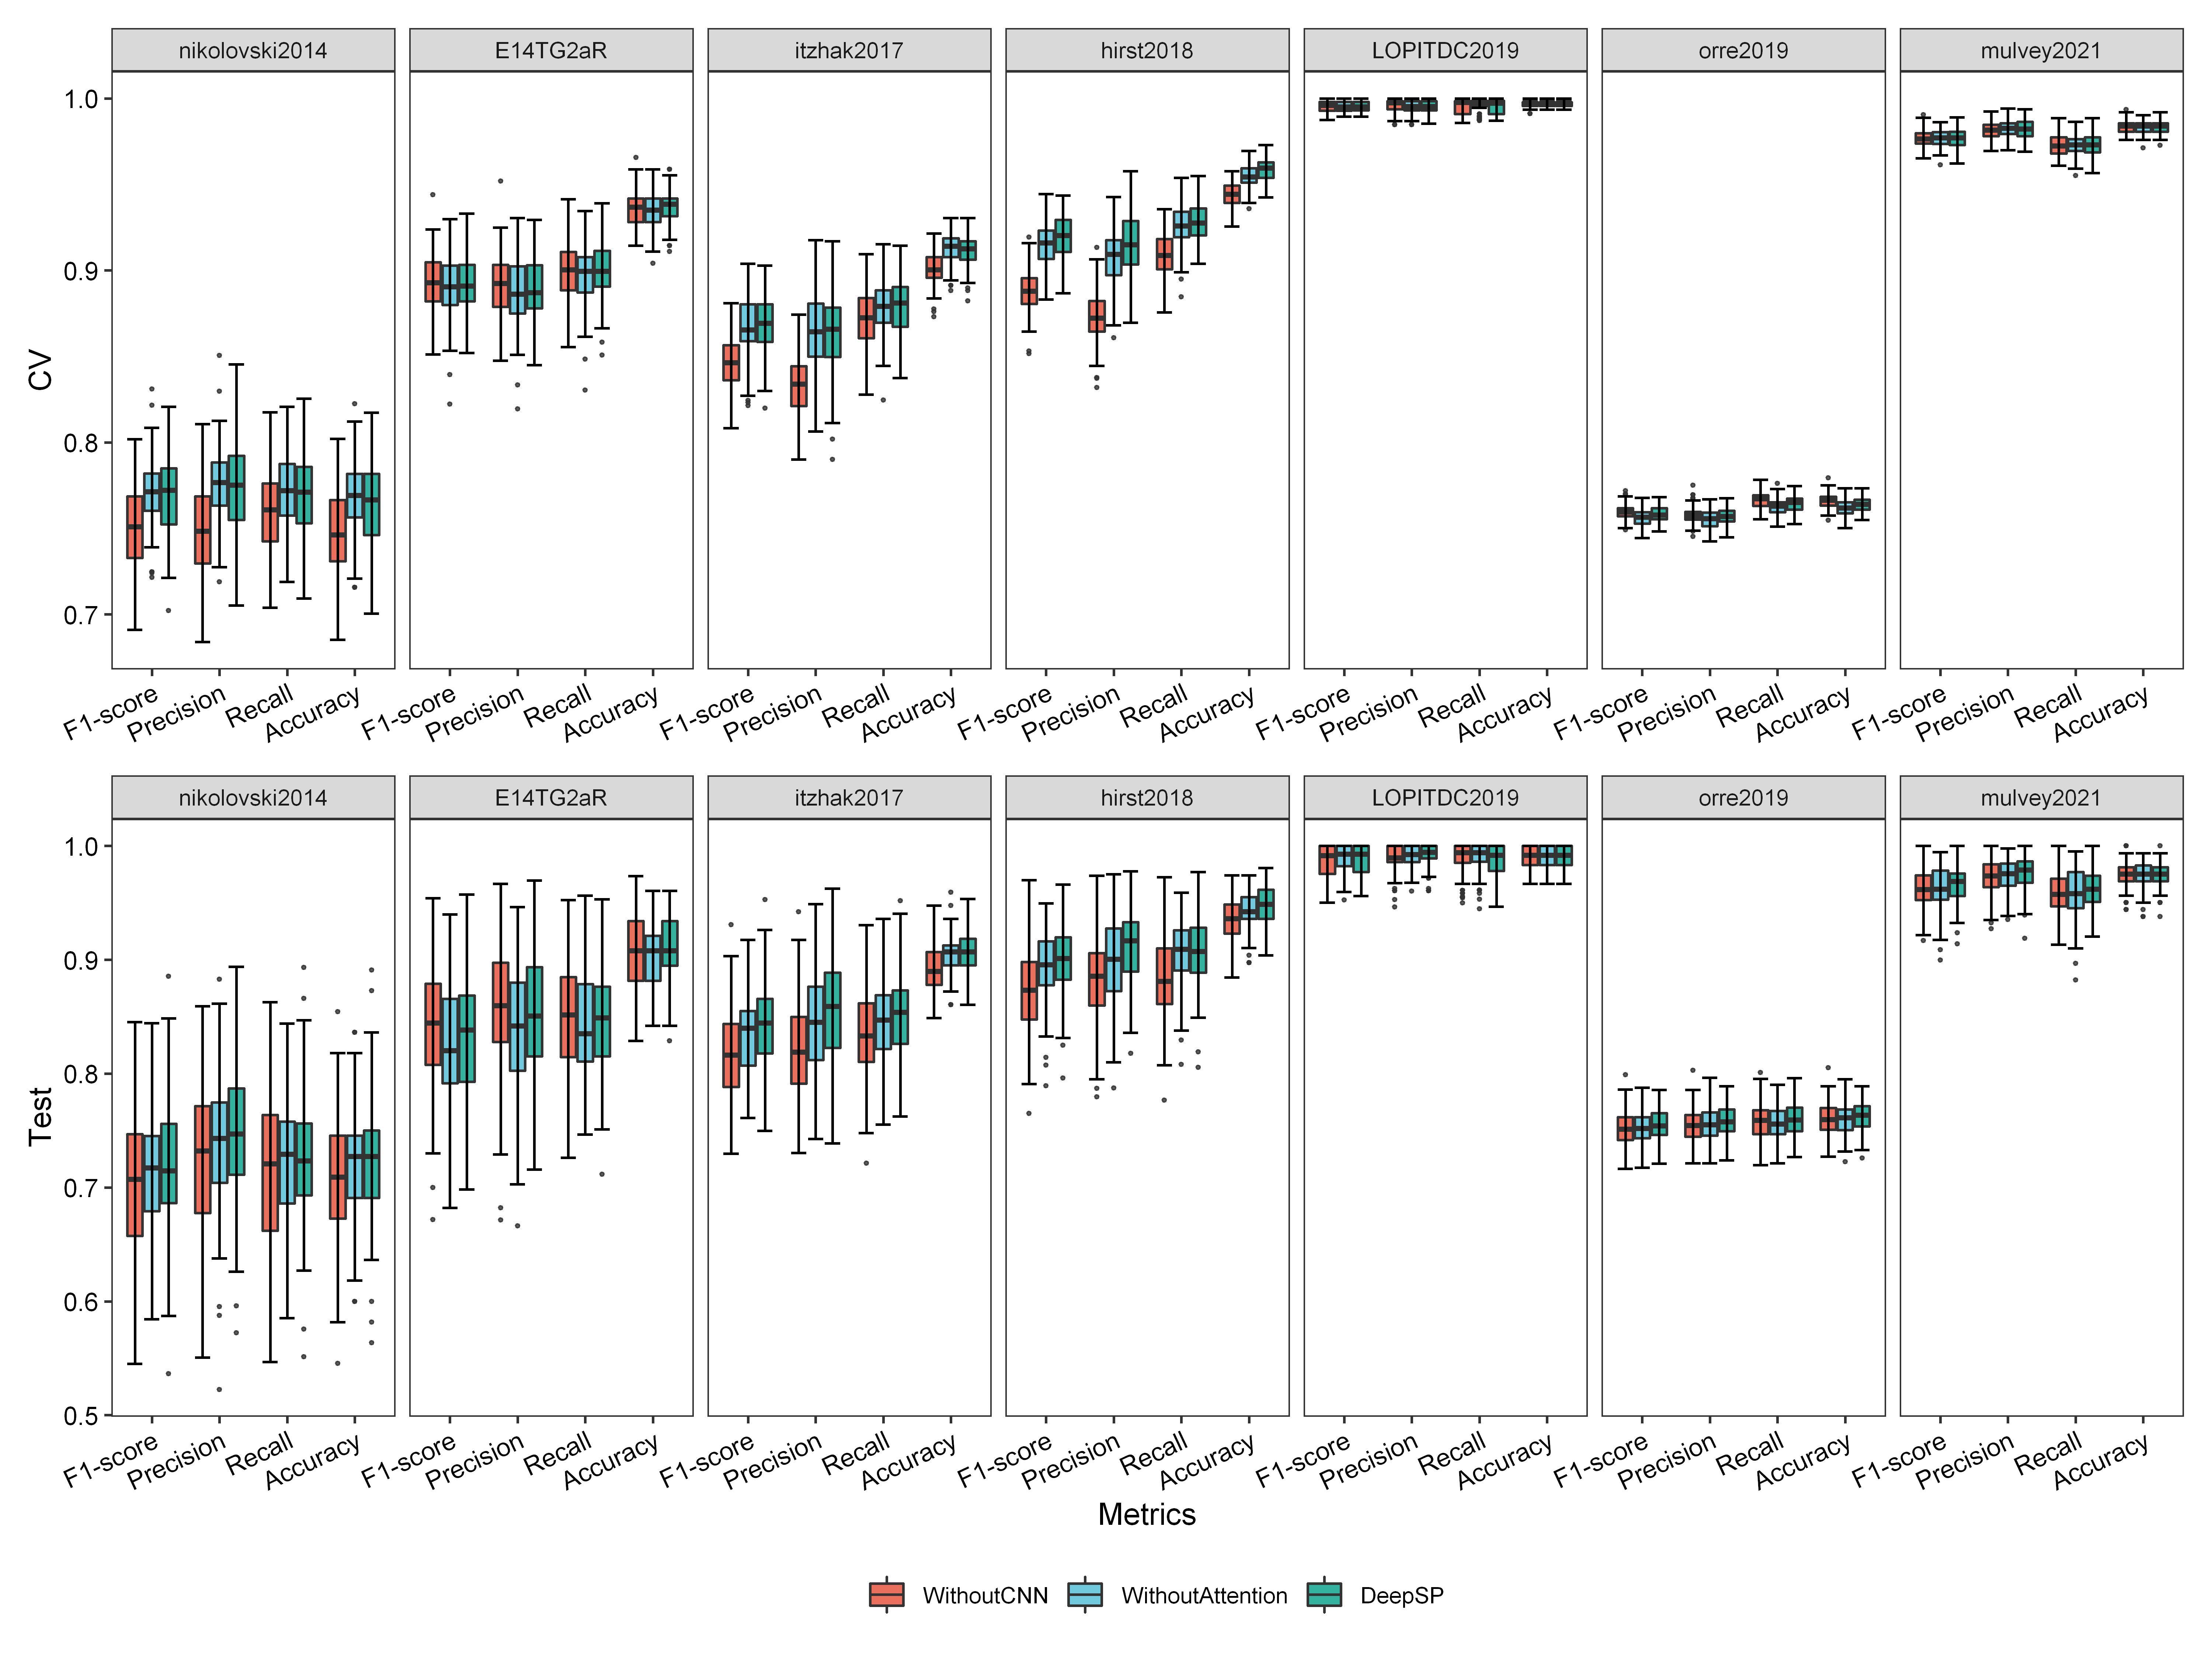 nikolovski2014 E14TG2aR itzhak2017 hirst2018 LOPITDC2019 orre2019 mulvey2021
CV
1.0
0.9
0.8
0.7
F1-score Precision Recall Accuracy F1-score Precision Recall Accuracy F1-score Precision Recall Accuracy F1-score Precision Recall Accuracy F1-score Precision Recall Accuracy F1-score Precision Recall Accuracy F1-score Precision Recall Accuracy
nikolovski2014 E14TG2aR itzhak2017 hirst2018 LOPITDC2019 orre2019 mulvey2021
Test
1.0
0.9
0.8
0.7
0.6
0.5
F1-score Precision Recall Accuracy F1-score Precision Recall Accuracy F1-score Precision Recall Accuracy F1-score Precision Recall Accuracy F1-score Precision Recall Accuracy F1-score Precision Recall Accuracy F1-score Precision Recall Accuracy
Metrics
WithoutCNN WithoutAttention DeepSP